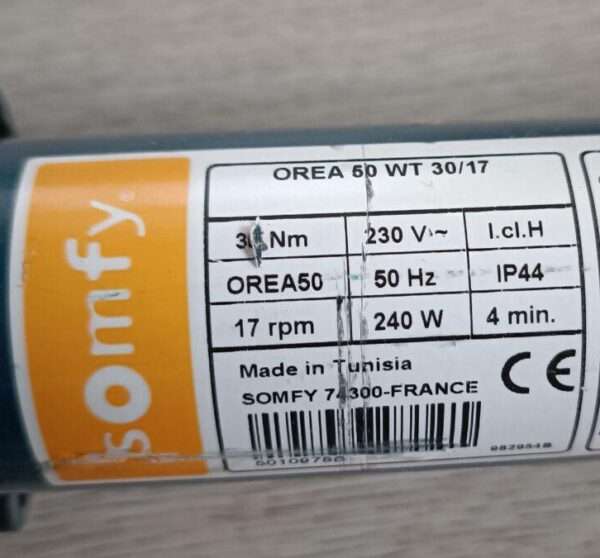 somfy.
OREA 50 WT 30/17
30 Nm 230 V~ I.cl.H
OREA50 50 Hz IP44
17 rpm 240 W 4 min.
Made in Tunisia
SOMFY 74300-FRANCE
CE